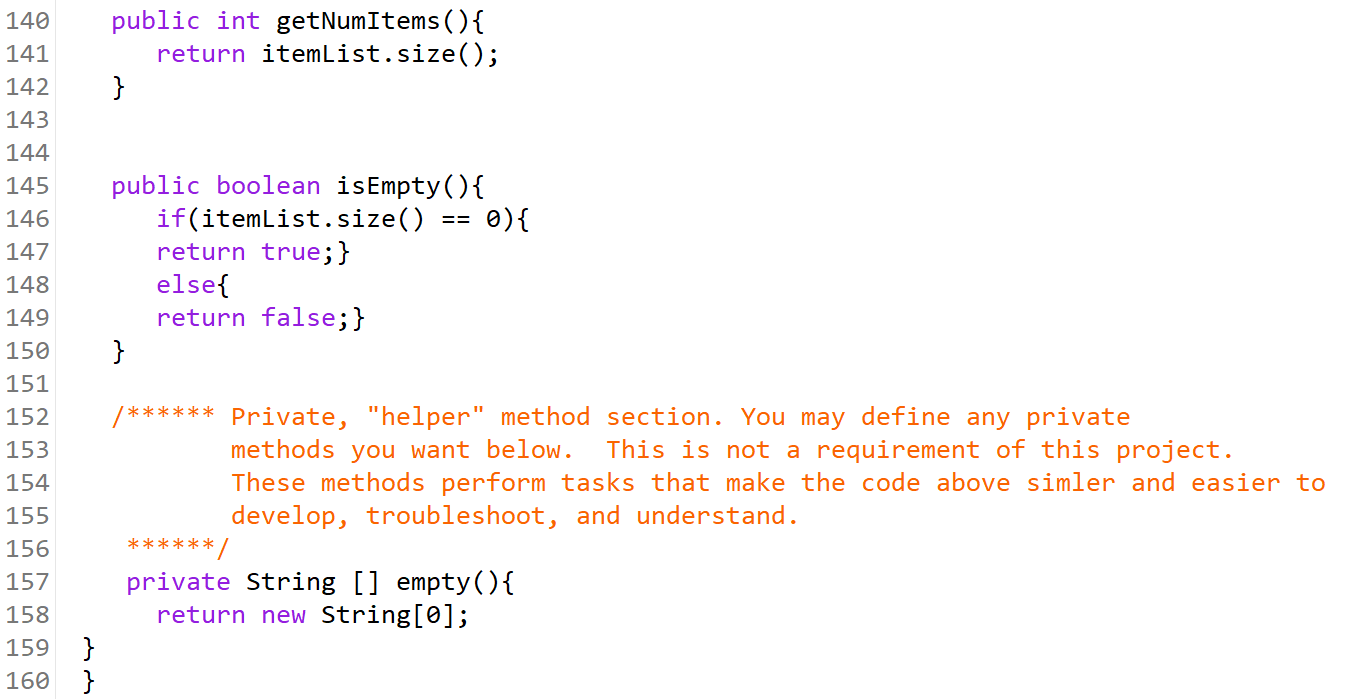 140 public int getNumItems(){
141 return itemList.size();
142 }
143
144
145 public boolean isEmpty(){
146 if(itemList.size() == 0){
147 return true;}
148 else{
149 return false;}
150 }
151
152 /****** Private, "helper" method section. You may define any private
153 methods you want below.  This is not a requirement of this project.
154 These methods perform tasks that make the code above simler and easier to
155 develop, troubleshoot, and understand.
156 ******/
157 private String [] empty(){
158 return new String[0];
159 }
160 }